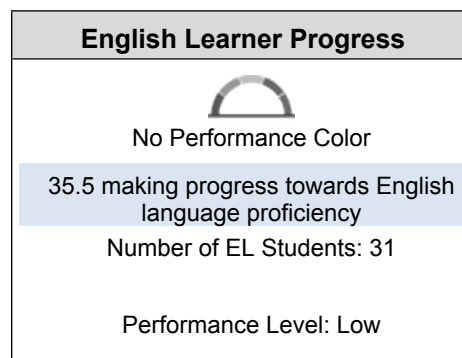 English Learner Progress
No Performance Color
35.5 making progress towards English
language proficiency
Number of EL Students: 31
Performance Level: Low